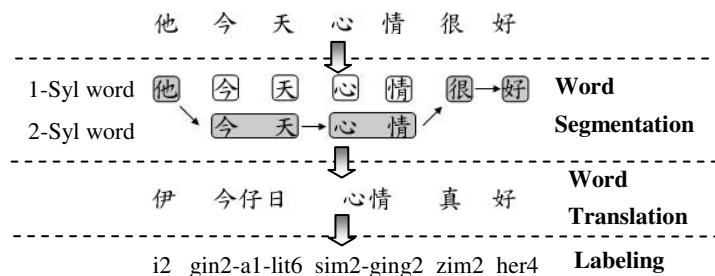 他 今 天 心 情 很 好
1-Syl word 他 今 天 心 情 很 好 Word
2-Syl word 今 天 心 情 Segmentation
伊 今仔日 心情 真 好 Word
Translation
i2 gin2-a1-lit6 sim2-ging2 zim2 her4 Labeling